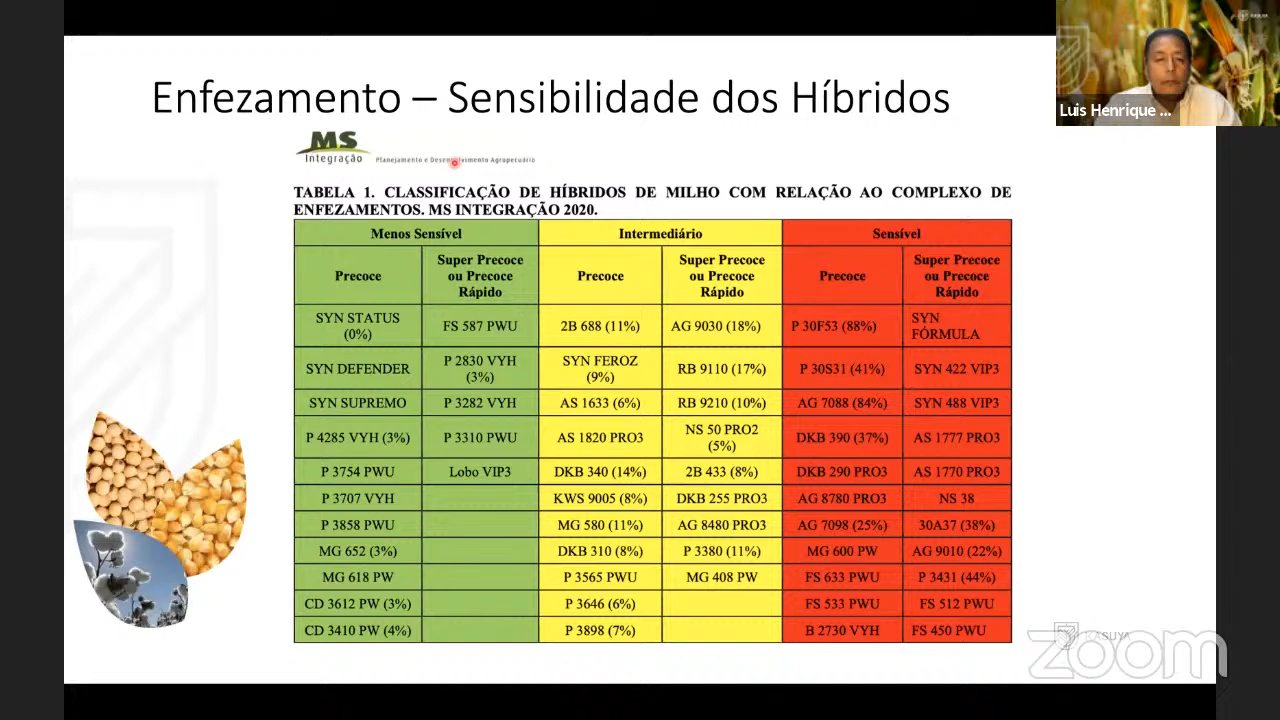 Enfezamento – Sensibilidade dos Híbridos
Luis Henrique ...
MS
Integração Planejamento e Desenvolvimento Agropecuário
TABELA 1. CLASSIFICAÇÃO DE HÍBRIDOS DE MILHO COM RELAÇÃO AO COMPLEXO DE
ENFEZAMENTOS. MS INTEGRAÇÃO 2020.
Menos Sensível Intermediário Sensível
Precoce
Super Precoce
ou Precoce
Rápido
Precoce
Super Precoce
ou Precoce
Rápido
Precoce
Super Precoce
ou Precoce
Rápido
SYN STATUS
(0%)
FS 587 PWU 2B 688 (11%) AG 9030 (18%) P 30F53 (88%)
SYN
FÓRMULA
SYN DEFENDER
P 2830 VYH
(3%)
SYN FEROZ
(9%)
RB 9110 (17%) P 30S31 (41%) SYN 422 VIP3
SYN SUPREMO P 3282 VYH AS 1633 (6%) RB 9210 (10%) AG 7088 (84%) SYN 488 VIP3
P 4285 VYH (3%) P 3310 PWU AS 1820 PRO3
NS 50 PRO2
(5%)
DKB 390 (37%) AS 1777 PRO3
P 3754 PWU Lobo VIP3 DKB 340 (14%) 2B 433 (8%) DKB 290 PRO3 AS 1770 PRO3
P 3707 VYH KWS 9005 (8%) DKB 255 PRO3 AG 8780 PRO3 NS 38
P 3858 PWU MG 580 (11%) AG 8480 PRO3 AG 7098 (25%) 30A37 (38%)
MG 652 (3%) DKB 310 (8%) P 3380 (11%) MG 600 PW AG 9010 (22%)
MG 618 PW P 3565 PWU MG 408 PW FS 633 PWU P 3431 (44%)
CD 3612 PW (3%) P 3646 (6%) FS 533 PWU FS 512 PWU
CD 3410 PW (4%) P 3898 (7%) B 2730 VYH FS 450 PWU
zoom